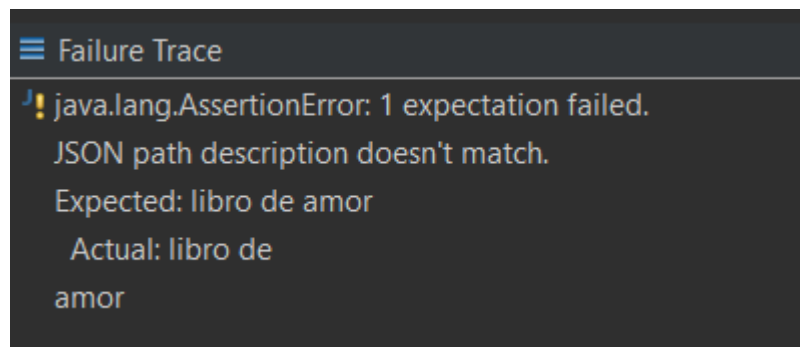 Failure Trace
java.lang.AssertionError: 1 expectation failed.
JSON path description doesn't match.
Expected: libro de amor
Actual: libro de
amor